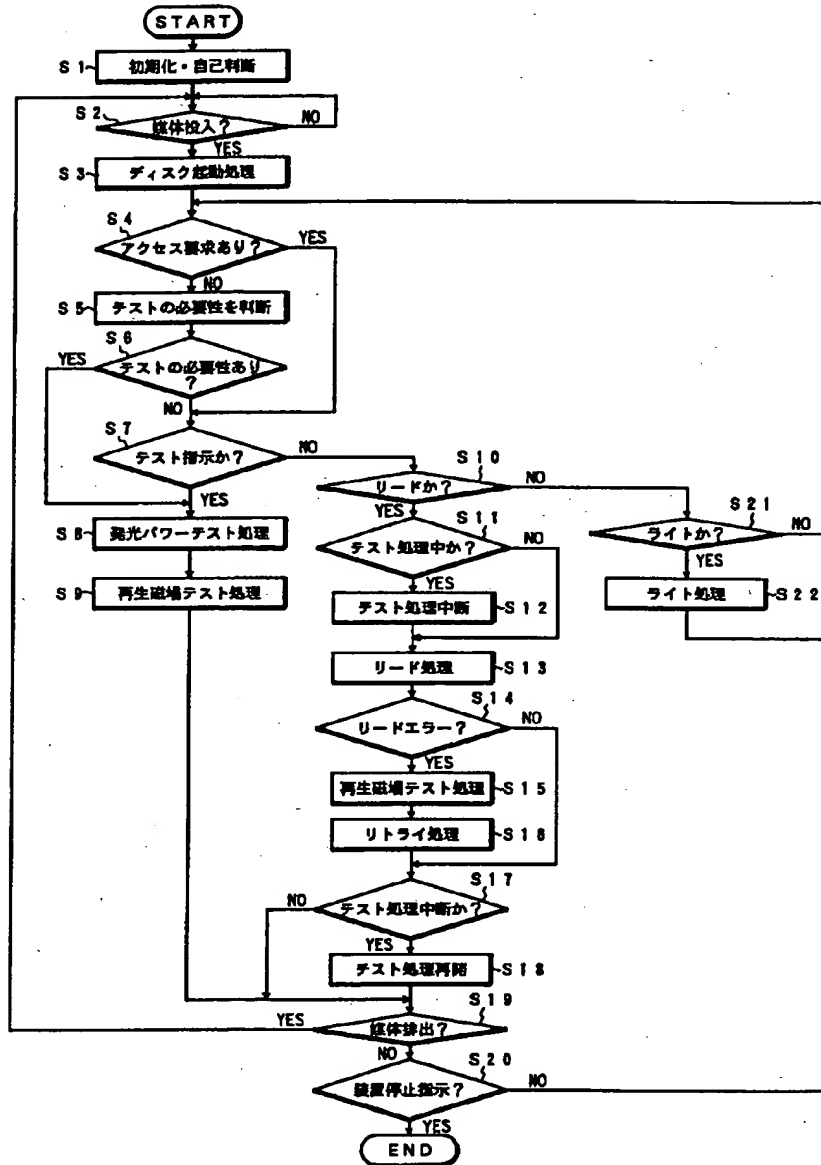 START
S1 初期化・自己判断
S2 媒体投入？ NO
YES
S3 ディスク起動処理
S4
アクセス要求あり？ YES
NO
S5 テストの必要性を判断
S6
YES テストの必要性あり
？
NO
S7
テスト指示か？ NO
YES
S8 発光パワーテスト処理
S9 再生磁場テスト処理
S10
リードか？ NO
YES
S11
テスト処理中か？ NO
YES
テスト処理中断 S12
リード処理 S13
S14
リードエラー？ NO
YES
再生磁場テスト処理 S15
リトライ処理 S16
S17
NO テスト処理中断か？
YES
テスト処理再開 S18
S19
YES 媒体排出？
NO
S20
装置停止指示？ NO
YES
END
S21
ライトか？ NO
YES
ライト処理 S22